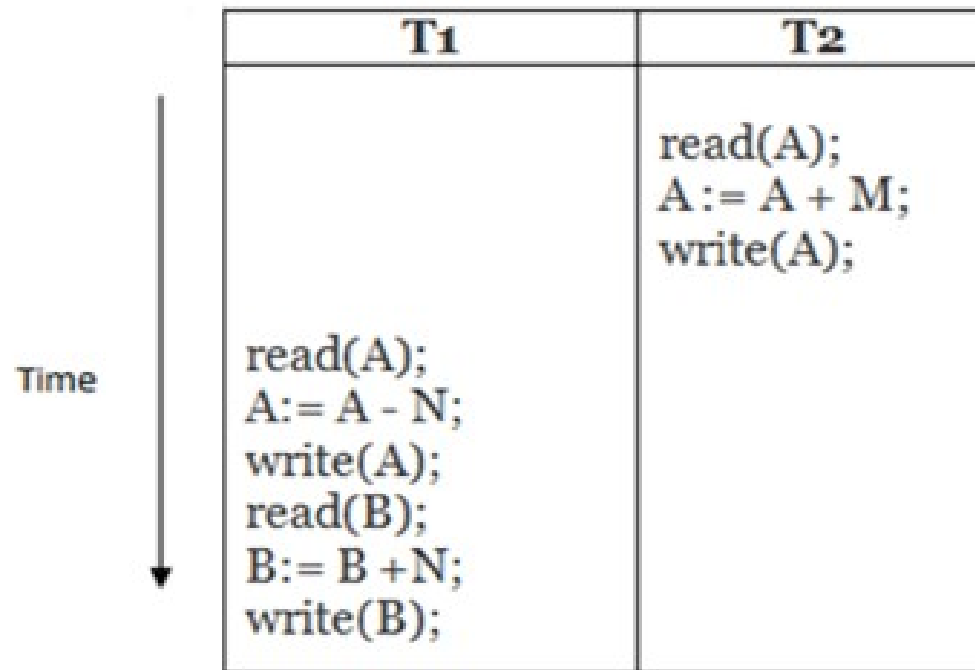 T1
T2
read(A);
A := A + M;
write(A);
Time
read(A);
A:= A - N;
write(A);
read(B);
B:= B +N;
write(B);